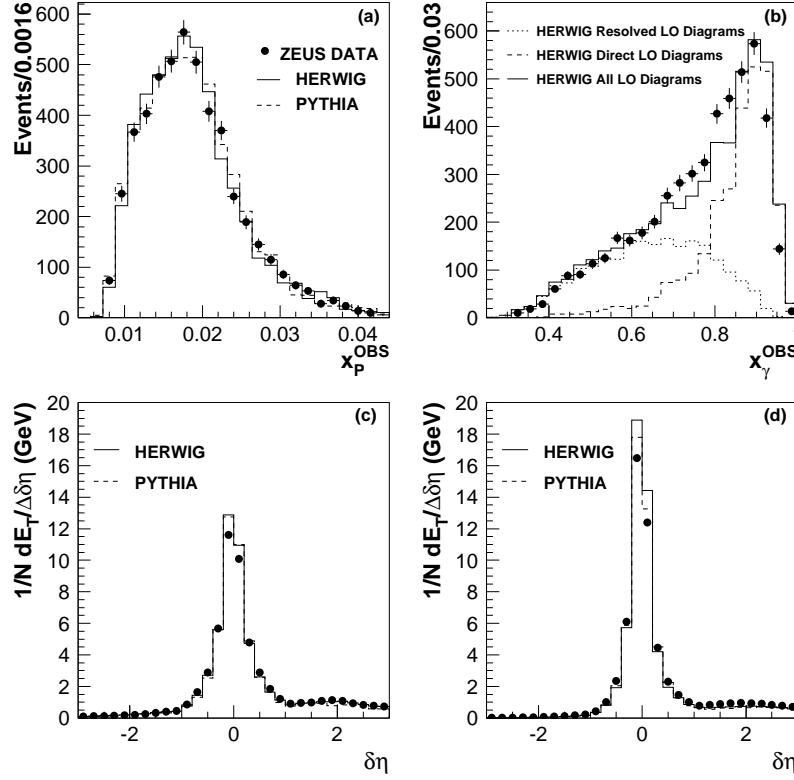 (a)
Events/0.0016
600
500
400
300
200
100
0
ZEUS DATA
HERWIG
PYTHIA
0.01 0.02 0.03 0.04
x_P^OBS
(b)
Events/0.03
600
500
400
300
200
100
0
HERWIG Resolved LO Diagrams
HERWIG Direct LO Diagrams
HERWIG All LO Diagrams
0.4 0.6 0.8 1
x_γ^OBS
(c)
1/N dE_T/Δδη (GeV)
20
18
16
14
12
10
8
6
4
2
0
HERWIG
PYTHIA
-2 0 2
δη
(d)
1/N dE_T/Δδη (GeV)
20
18
16
14
12
10
8
6
4
2
0
HERWIG
PYTHIA
-2 0 2
δη